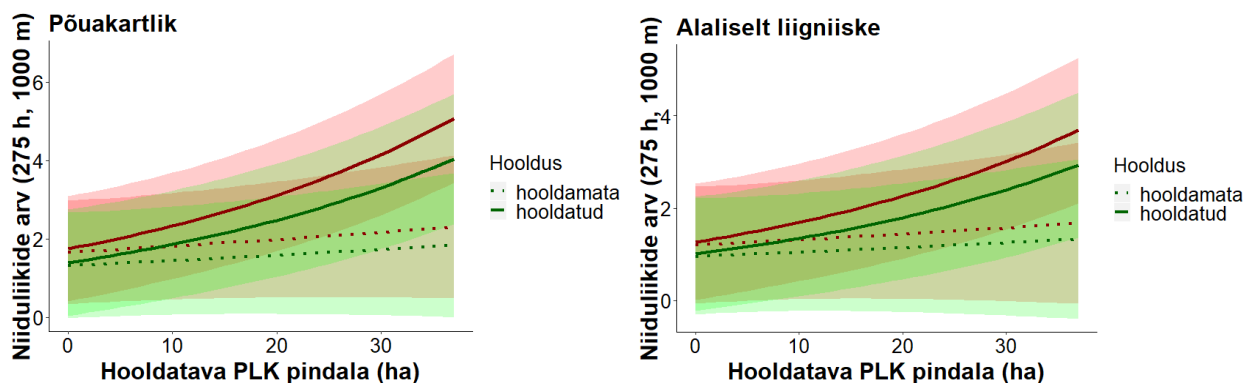 Põuakartlik
Niiduliikide arv (275 h, 1000 m)
6
4
2
0
0
10
20
30
Hooldatava PLK pindala (ha)
Hooldus
hooldamata
hooldatud
Alaliselt liigniiske
Niiduliikide arv (275 h, 1000 m)
4
2
0
0
10
20
30
Hooldatava PLK pindala (ha)
Hooldus
hooldamata
hooldatud